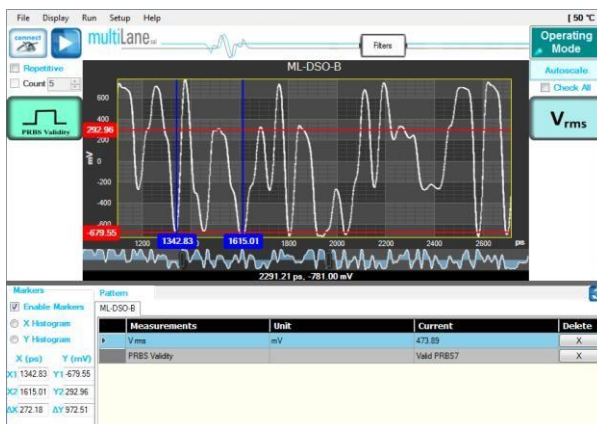 File Display Run Setup Help [ 50 °C
connect multiLane sal Filters Operating Mode
Repetitive ML-DSO-B Autoscale
Count 5 Check All
600
400
PRBS Validity 292.96 Vrms
mV
0
-200
-400
-600
-679.55
1342.83 1615.01
1200 1800 2000 2200 2400 2600 ps
2291.21 ps, -781.00 mV
Markers Pattern
Enable Markers ML-DSO-B
X Histogram Measurements Unit Current Delete
Y Histogram V rms mV 473.89 X
X (ps) Y (mV) PRBS Validity Valid PRBS7 X
X1 1342.83 Y1 -679.55
X2 1615.01 Y2 292.96
ΔX 272.18 ΔY 972.51